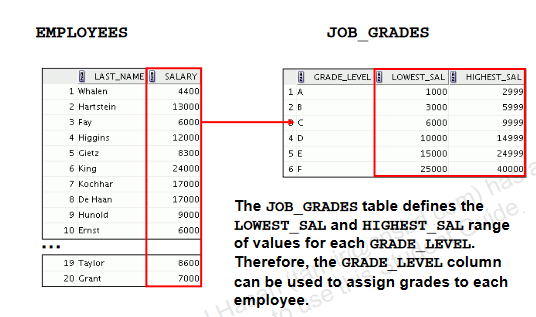 EMPLOYEES
JOB_GRADES
LAST_NAME SALARY
1 Whalen 4400
2 Hartstein 13000
3 Fay 6000
4 Higgins 12000
5 Gietz 8300
6 King 24000
7 Kochhar 17000
8 De Haan 17000
9 Hunold 9000
10 Ernst 6000
...
19 Taylor 8600
20 Grant 7000
GRADE_LEVEL LOWEST_SAL HIGHEST_SAL
1 A 1000 2999
2 B 3000 5999
3 C 6000 9999
4 D 10000 14999
5 E 15000 24999
6 F 25000 40000
The JOB_GRADES table defines the
LOWEST_SAL and HIGHEST_SAL range
of values for each GRADE_LEVEL.
Therefore, the GRADE_LEVEL column
can be used to assign grades to each
employee.